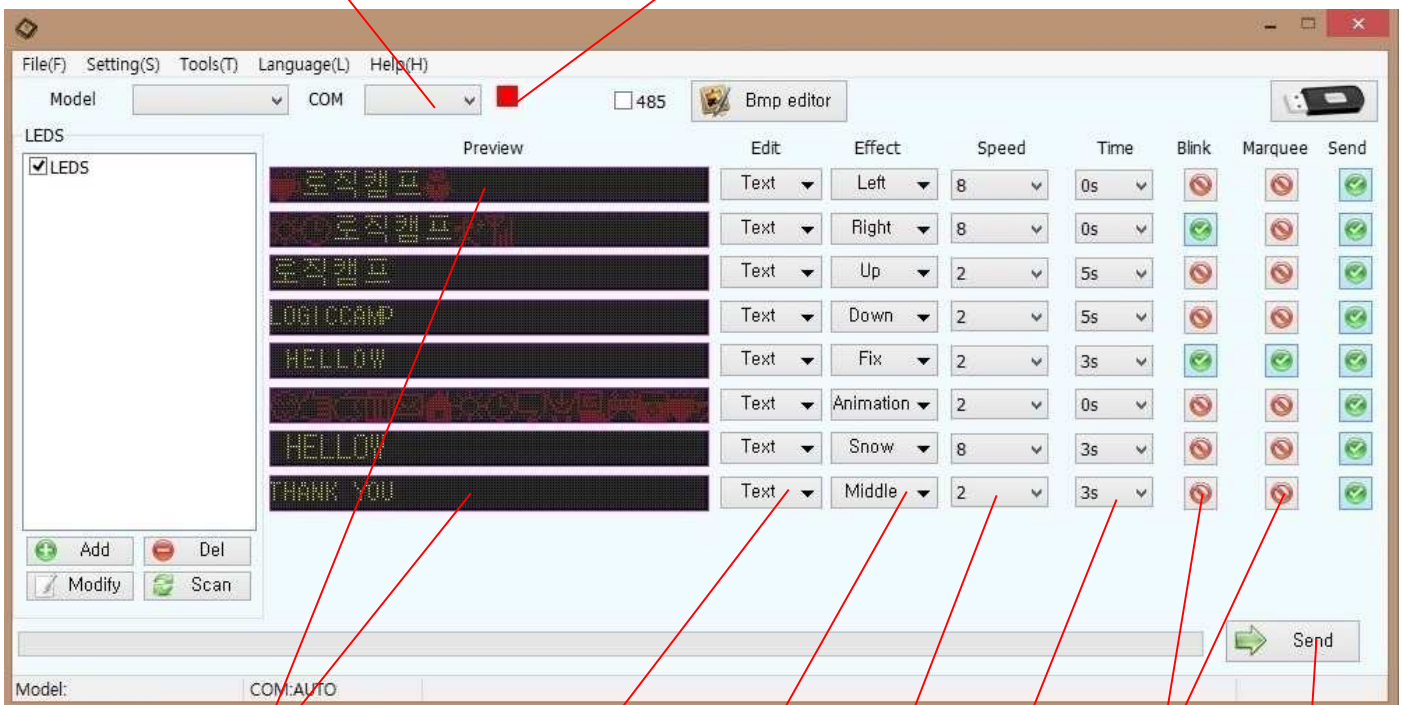 File(F) Setting(S) Tools(T) Language(L) Help(H)
Model COM 485 Bmp editor
LEDS
Preview Edit Effect Speed Time Blink Marquee Send
LEDS
로직캠프 Text Left 8 0s
로직캠프 Text Right 8 0s
로직캠프 Text Up 2 5s
LOGICCAMP Text Down 2 5s
HELLOW Text Fix 2 3s
Text Animation 2 0s
HELLOW Text Snow 8 3s
THANK YOU Text Middle 2 3s
Add Del
Modify Scan
Send
Model: COM:AUTO